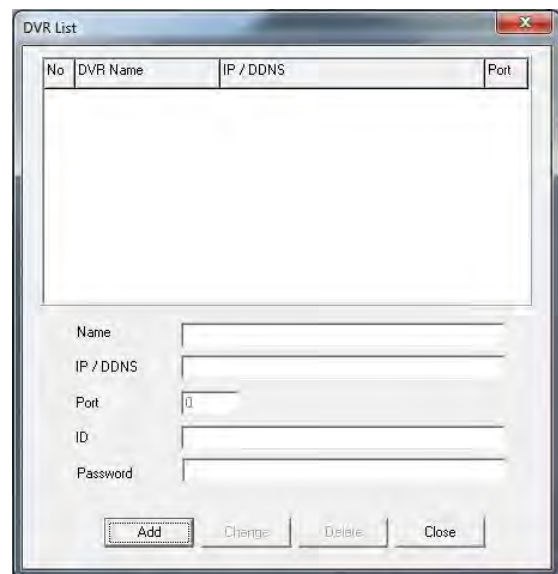 DVR List
No DVR Name IP / DDNS Port
Name
IP / DDNS
Port 0
ID
Password
Add Change Delete Close